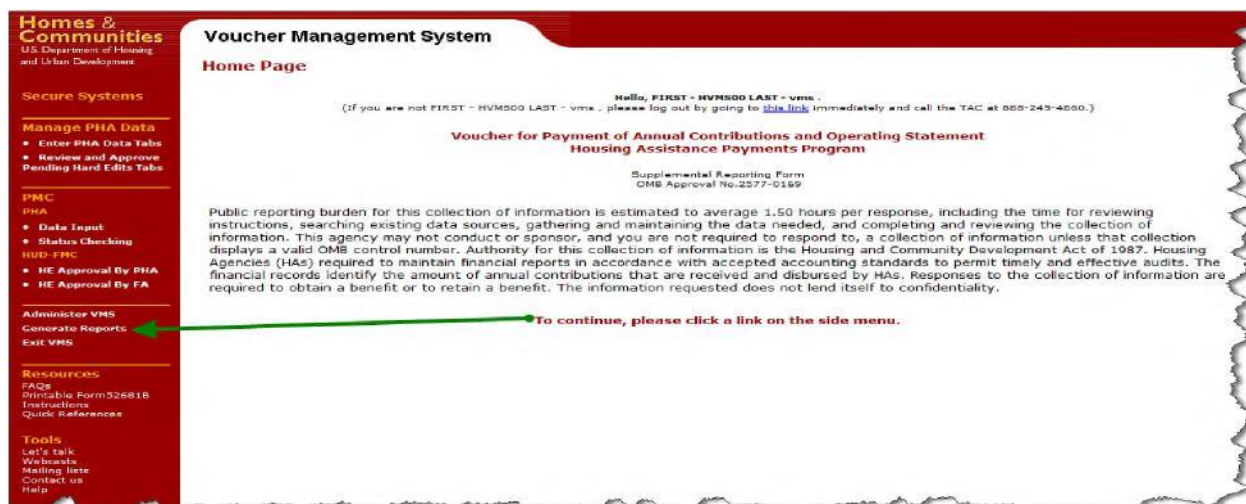 Homes &
Communities
U.S. Department of Housing
and Urban Development
Secure Systems
Manage PHA Data
• Enter PHA Data Tabs
• Review and Approve
Pending Hard Edits Tabs
PMC
PHA
• Data Input
• Status Checking
HUD-FMC
• HE Approval By PHA
• HE Approval By FA
Administer VMS
Generate Reports
Exit VMS
Resources
FAQs
Printable Form52681B
Instructions
Quick References
Tools
Let's talk
Webcasts
Mailing lists
Contact us
Help
Voucher Management System
Home Page
Hello, FIRST - HVMS00 LAST - vms .
(If you are not FIRST - HVMS00 LAST - vms , please log out by going to this link immediately and call the TAC at 888-245-4860.)
Voucher for Payment of Annual Contributions and Operating Statement
Housing Assistance Payments Program
Supplemental Reporting Form
OMB Approval No.2577-0169
Public reporting burden for this collection of information is estimated to average 1.50 hours per response, including the time for reviewing
instructions, searching existing data sources, gathering and maintaining the data needed, and completing and reviewing the collection of
information. This agency may not conduct or sponsor, and you are not required to respond to, a collection of information unless that collection
displays a valid OMB control number. Authority for this collection of information is the Housing and Community Development Act of 1987. Housing
Agencies (HAs) required to maintain financial reports in accordance with accepted accounting standards to permit timely and effective audits. The
financial records identify the amount of annual contributions that are received and disbursed by HAs. Responses to the collection of information are
required to obtain a benefit or to retain a benefit. The information requested does not lend itself to confidentiality.
To continue, please click a link on the side menu.